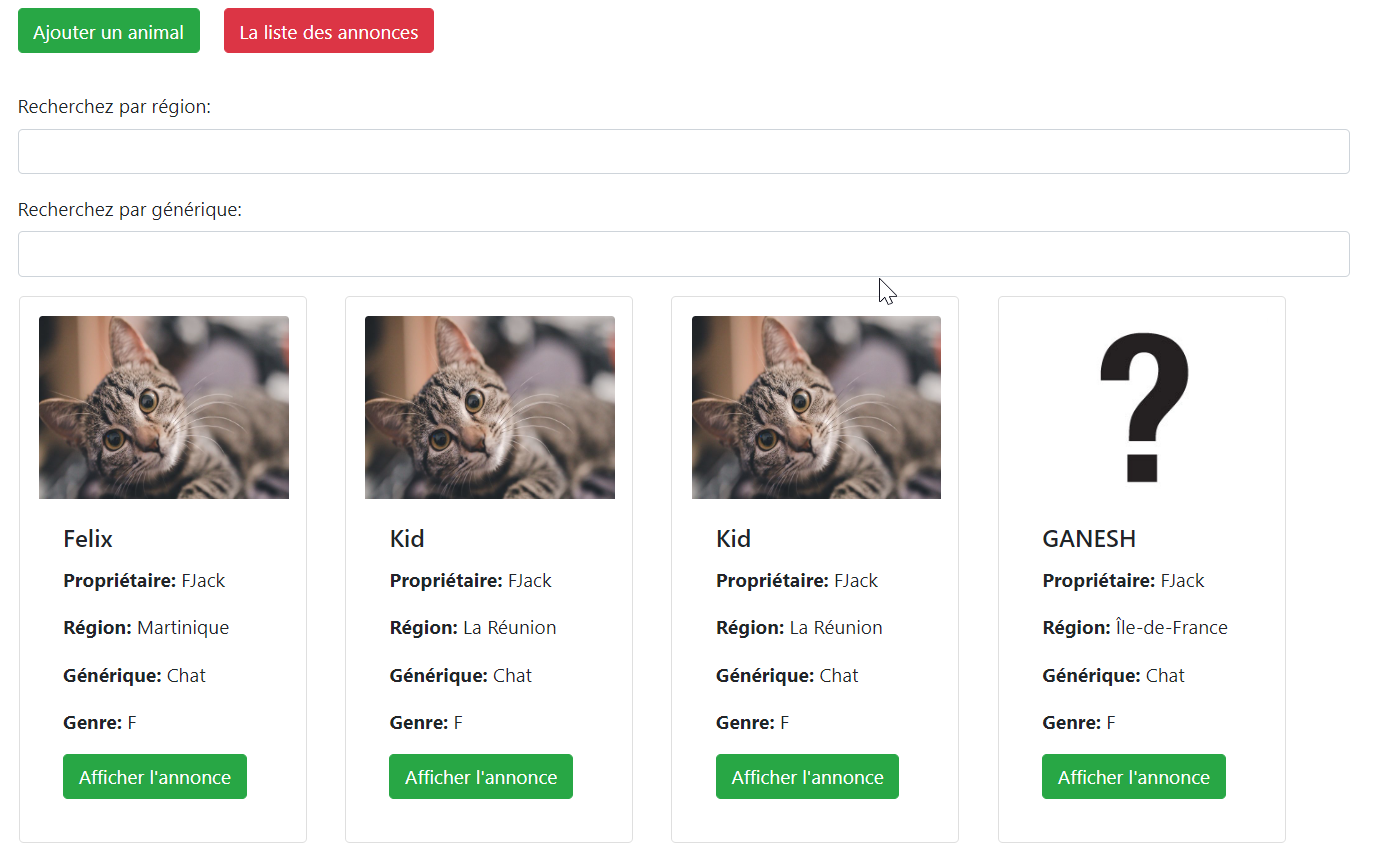 Ajouter un animal
La liste des annonces
Recherchez par région:
Recherchez par générique:
Felix
Propriétaire: FJack
Région: Martinique
Générique: Chat
Genre: F
Afficher l'annonce
Kid
Propriétaire: FJack
Région: La Réunion
Générique: Chat
Genre: F
Afficher l'annonce
Kid
Propriétaire: FJack
Région: La Réunion
Générique: Chat
Genre: F
Afficher l'annonce
?
GANESH
Propriétaire: FJack
Région: Île-de-France
Générique: Chat
Genre: F
Afficher l'annonce